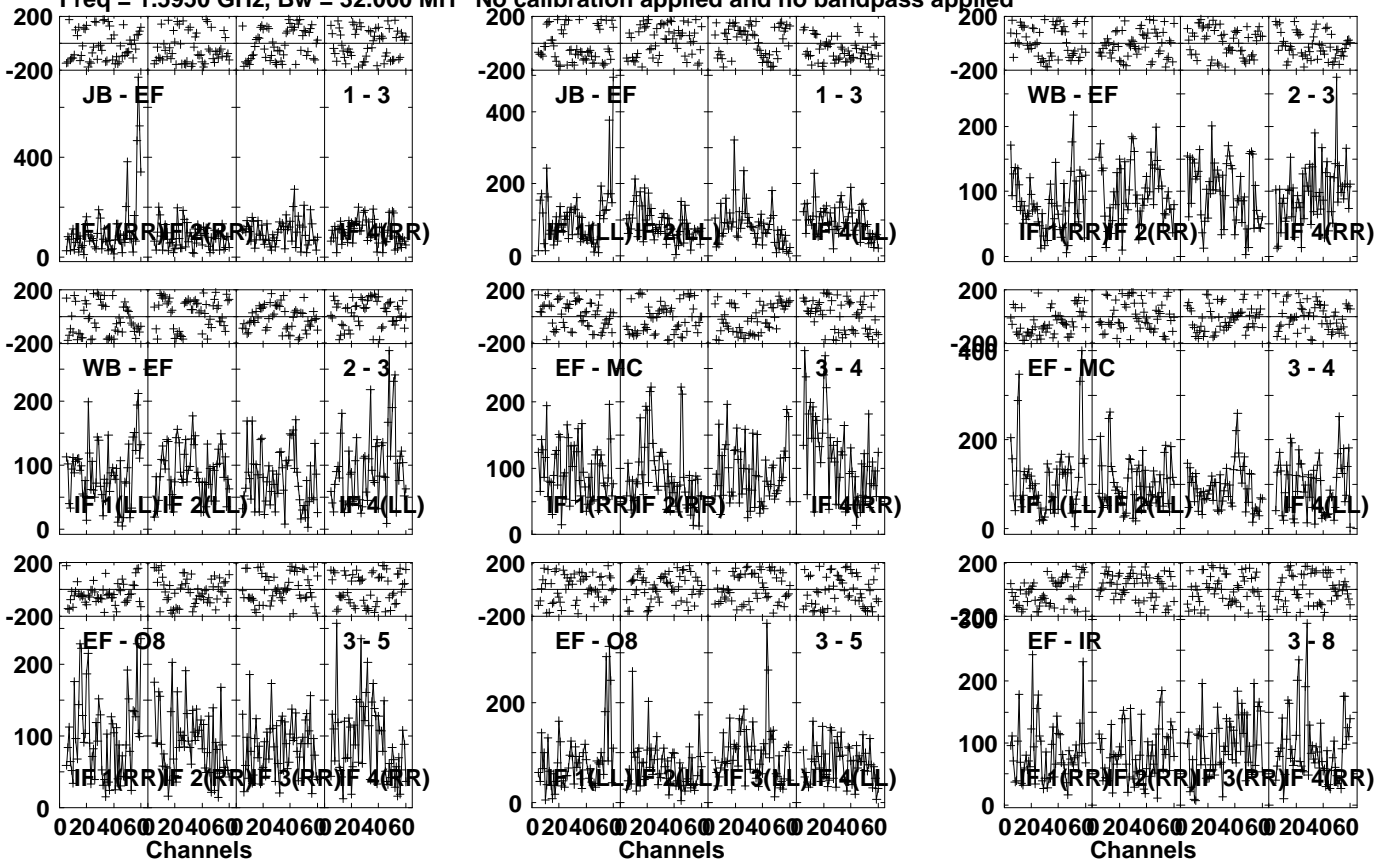 Freq = 1.5950 GHz, Bw = 32.000 MH No calibration applied and no bandpass applied
200 200 200
-200 -200 -200
JB - EF 1 - 3 JB - EF 1 - 3 WB - EF 2 - 3
400 400 200
200 100
0 0 0
IF 1(RR) IF 2(RR) IF 4(RR) IF 1(LL) IF 2(LL) IF 4(LL) IF 1(RR) IF 2(RR) IF 4(RR)
200 200 200
-200 -200 -200
400
WB - EF 2 - 3 EF - MC 3 - 4 EF - MC 3 - 4
200 200 200
100 100
0 0 0
IF 1(LL) IF 2(LL) IF 4(LL) IF 1(RR) IF 2(RR) IF 4(RR) IF 1(LL) IF 2(LL) IF 4(LL)
200 200 200
-200 -200 -200
300
EF - O8 3 - 5 EF - O8 3 - 5 EF - IR 3 - 8
200 200 200
100 100
0 0 0
IF 1(RR) IF 2(RR) IF 3(RR) IF 4(RR) IF 1(LL) IF 2(LL) IF 3(LL) IF 4(LL) IF 1(RR) IF 2(RR) IF 3(RR) IF 4(RR)
0 20 40 60 0 20 40 60 0 20 40 60 0 20 40 60 0 20 40 60 0 20 40 60 0 20 40 60 0 20 40 60 0 20 40 60 0 20 40 60 0 20 40 60 0 20 40 60
Channels Channels Channels